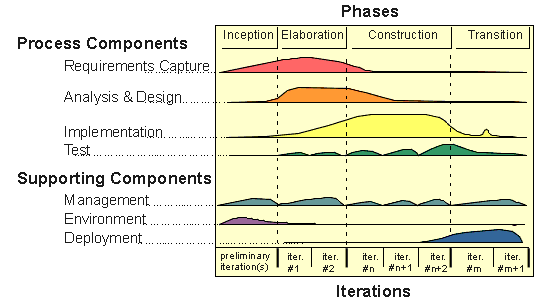 Phases
Inception Elaboration Construction Transition
Process Components
Requirements Capture
Analysis & Design
Implementation
Test
Supporting Components
Management
Environment
Deployment
preliminary iteration(s) iter. #1 iter. #2 iter. #n iter. #n+1 iter. #n+2 iter. #m iter. #m+1
Iterations